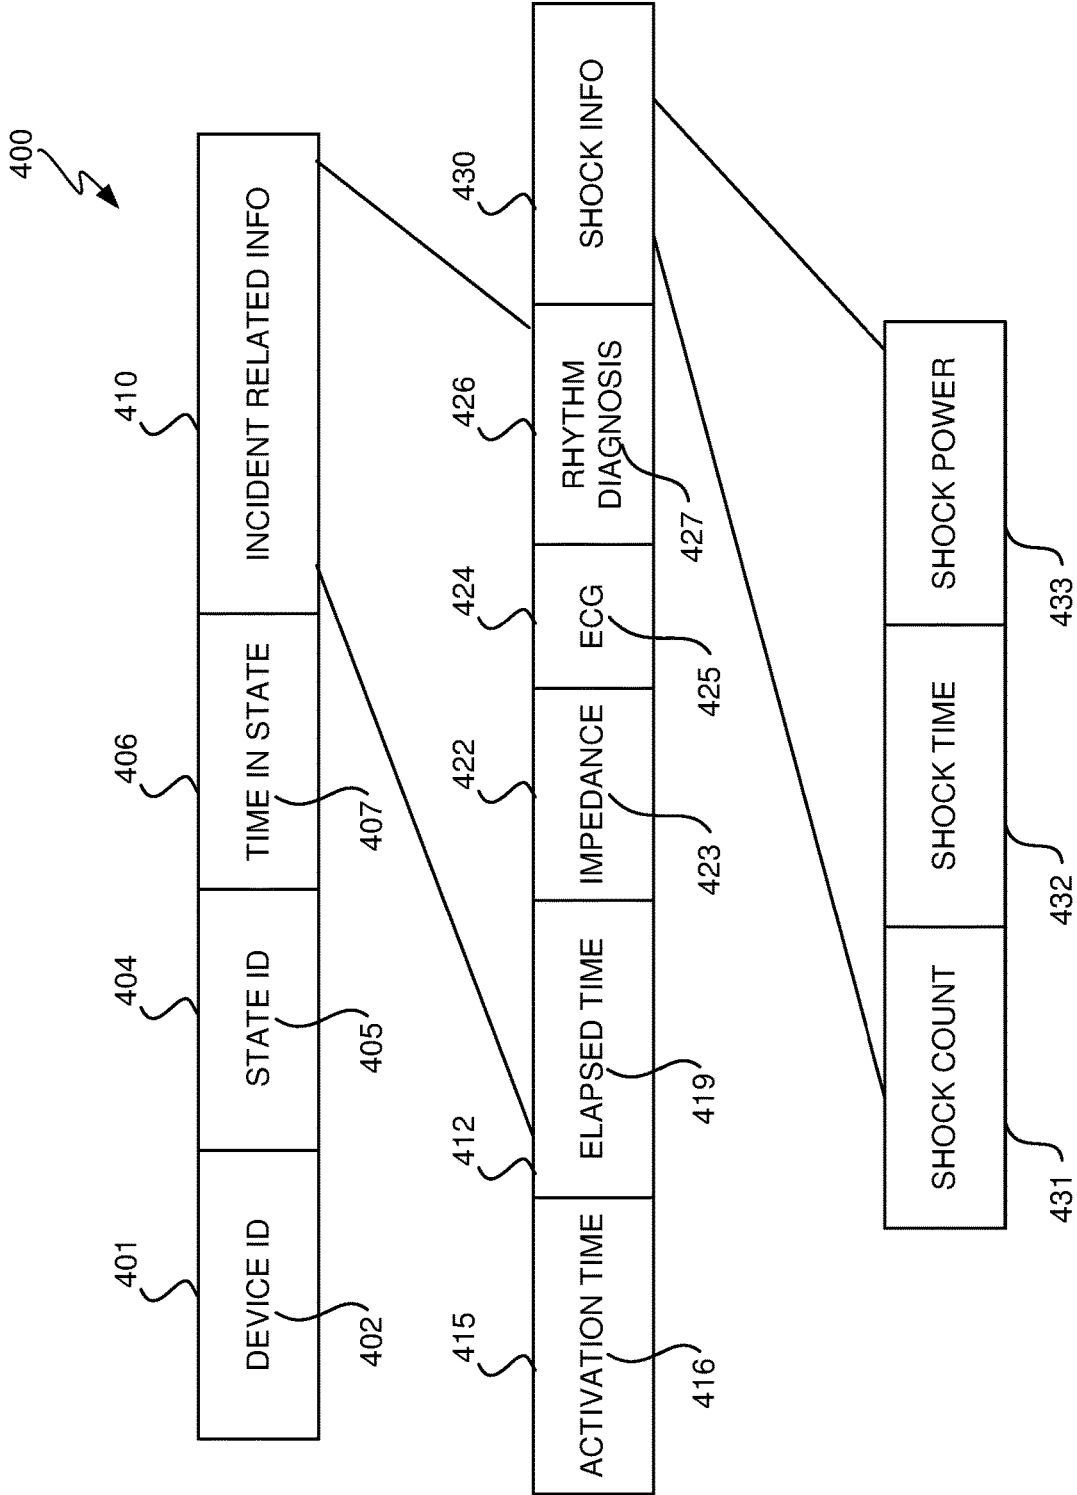 400
401
404
406
410
DEVICE ID
STATE ID
TIME IN STATE
INCIDENT RELATED INFO
402
405
407
415
412
422
424
426
430
ACTIVATION TIME
ELAPSED TIME
IMPEDANCE
ECG
RHYTHM
DIAGNOSIS
SHOCK INFO
416
419
423
425
427
SHOCK COUNT
SHOCK TIME
SHOCK POWER
431
432
433